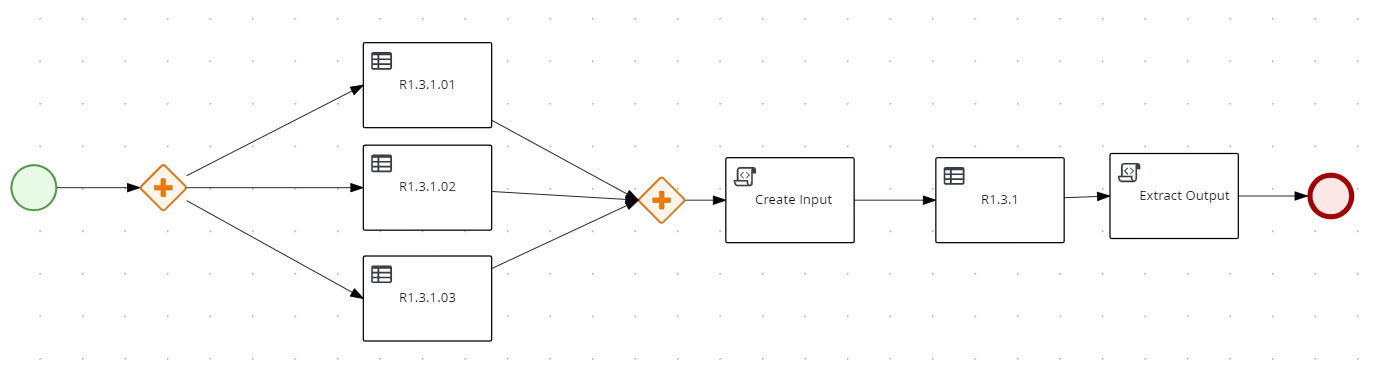 R1.3.1.01
R1.3.1.02
R1.3.1.03
Create Input
R1.3.1
Extract Output